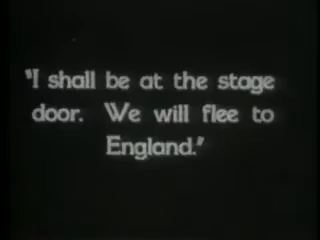 "I shall be at the stage
door. We will flee to
England."